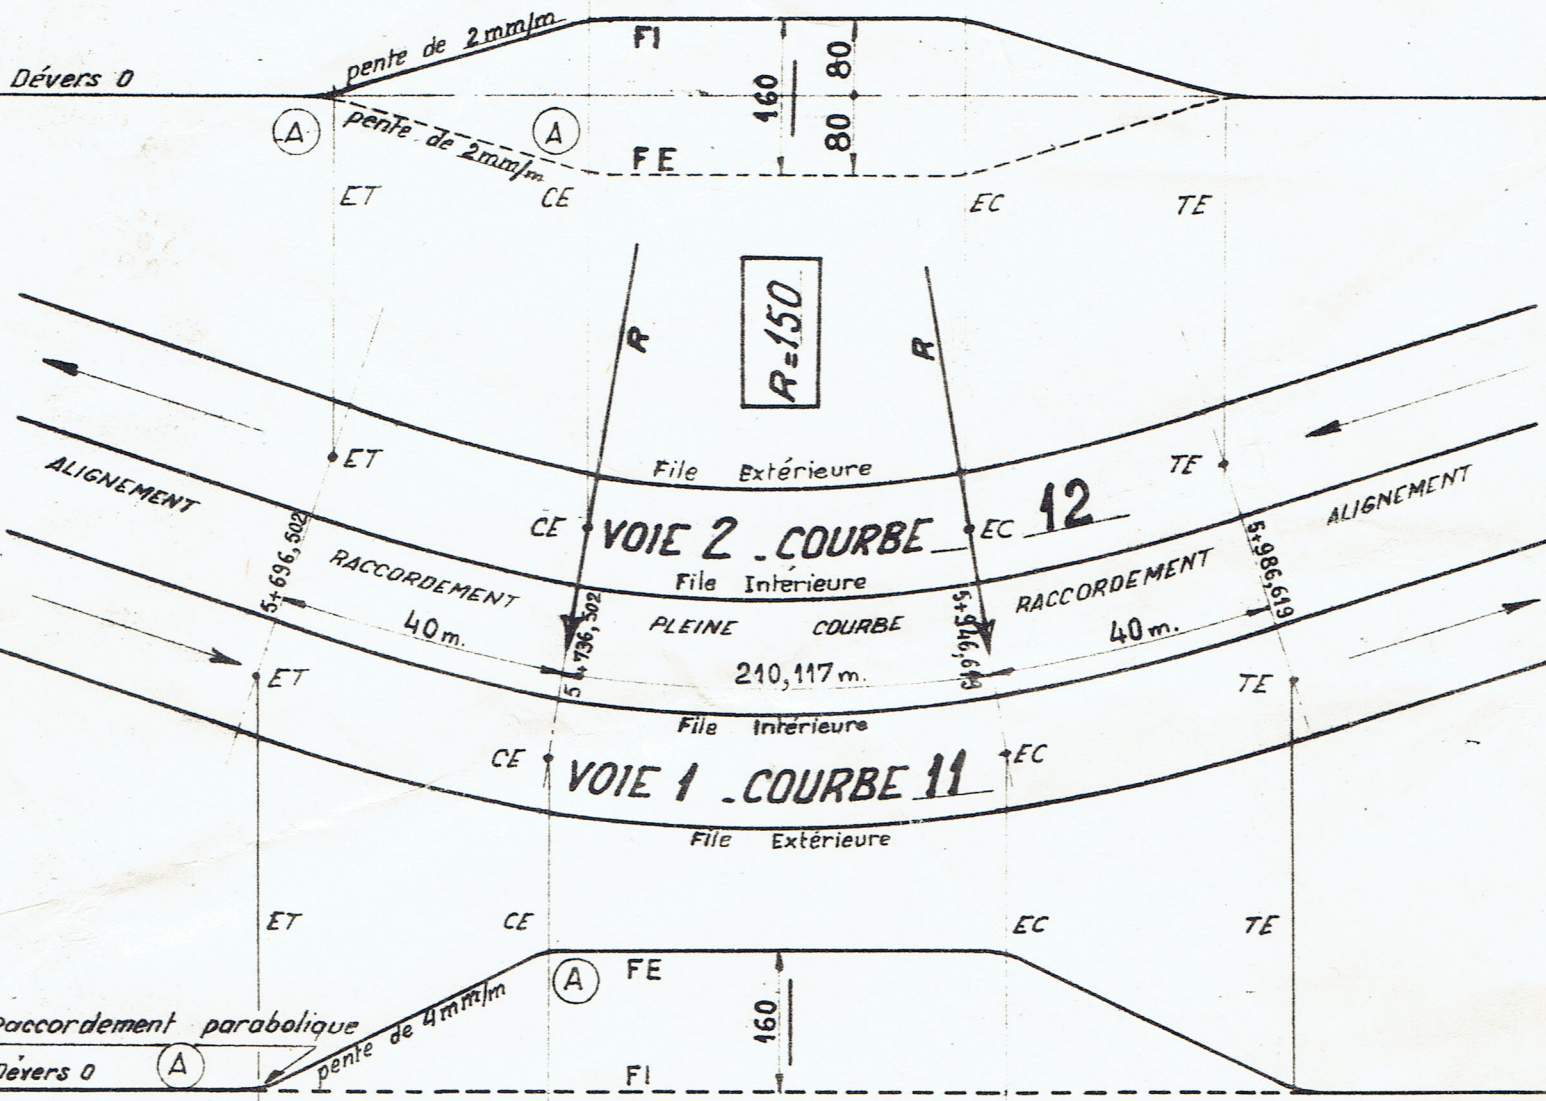 pente de 2mm/m
FI
Dévers 0
160
80
80
A
A
pente de 2mm/m
FE
ET
CE
EC
TE
R
R=150
R
File Extérieure
ET
TE
ALIGNEMENT
ALIGNEMENT
CE
VOIE 2 - COURBE 12
EC
File Intérieure
5+696,502
RACCORDEMENT
40m.
5+736,502
PLEINE COURBE
210,117m.
5+946,619
RACCORDEMENT
40m.
5+986,619
ET
TE
File Intérieure
CE
VOIE 1 - COURBE 11
EC
File Extérieure
ET
CE
EC
TE
A
FE
pente de 4mm/m
160
raccordement parabolique
Dévers 0
A
FI